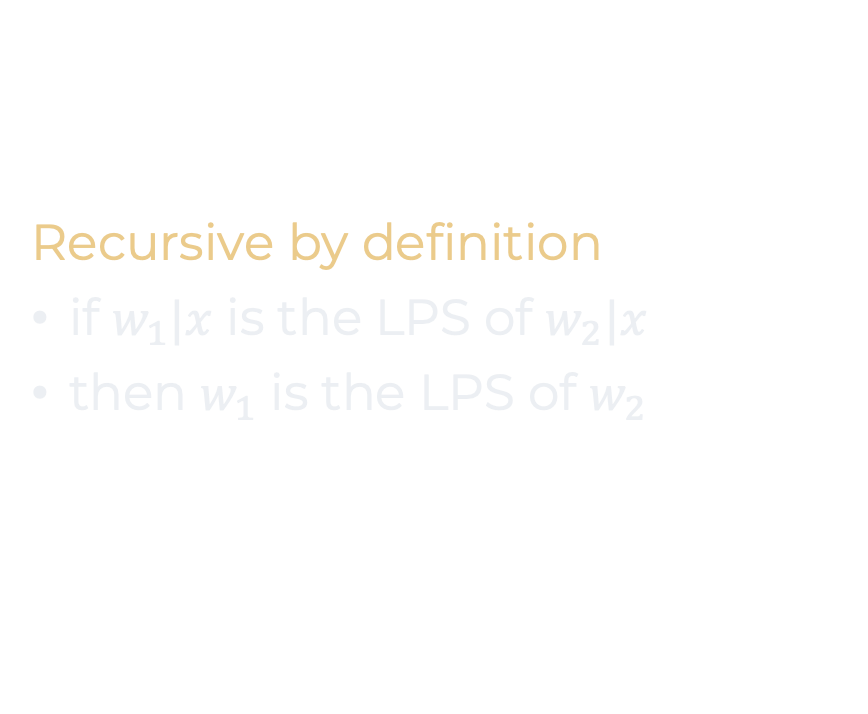 Recursive by definition
• if w₁|x is the LPS of w₂|x
• then w₁ is the LPS of w₂